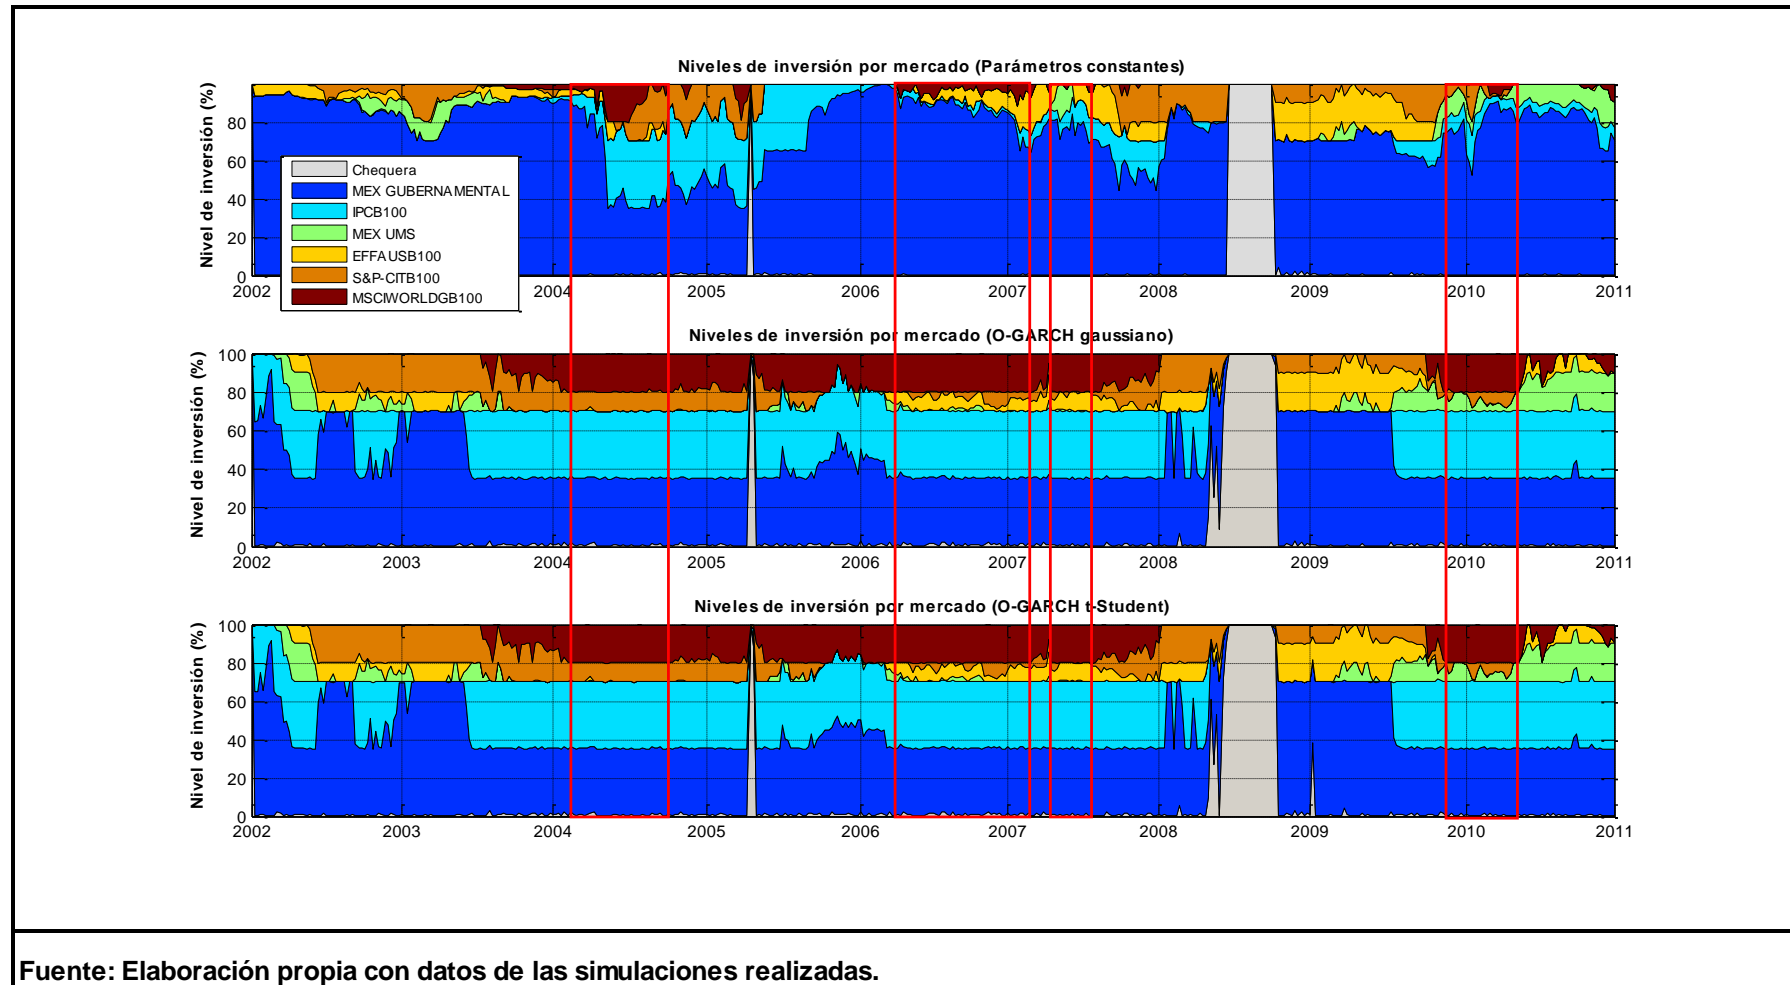 Niveles de inversión por mercado (Parámetros constantes)
Nivel de inversión (%)
80
60
40
20
0
Chequera
MEX GUBERNAMENTAL
IPCB100
MEX UMS
EFFAUSB100
S&P-CITB100
MSCIWORLDGB100
2002 2004 2005 2006 2007 2008 2009 2010 2011
Niveles de inversión por mercado (O-GARCH gaussiano)
Nivel de inversión (%)
100
80
60
40
20
0
2002 2003 2004 2005 2006 2007 2008 2009 2010 2011
Niveles de inversión por mercado (O-GARCH t-Student)
Nivel de inversión (%)
100
80
60
40
20
0
2002 2003 2004 2005 2006 2007 2008 2009 2010 2011
Fuente: Elaboración propia con datos de las simulaciones realizadas.